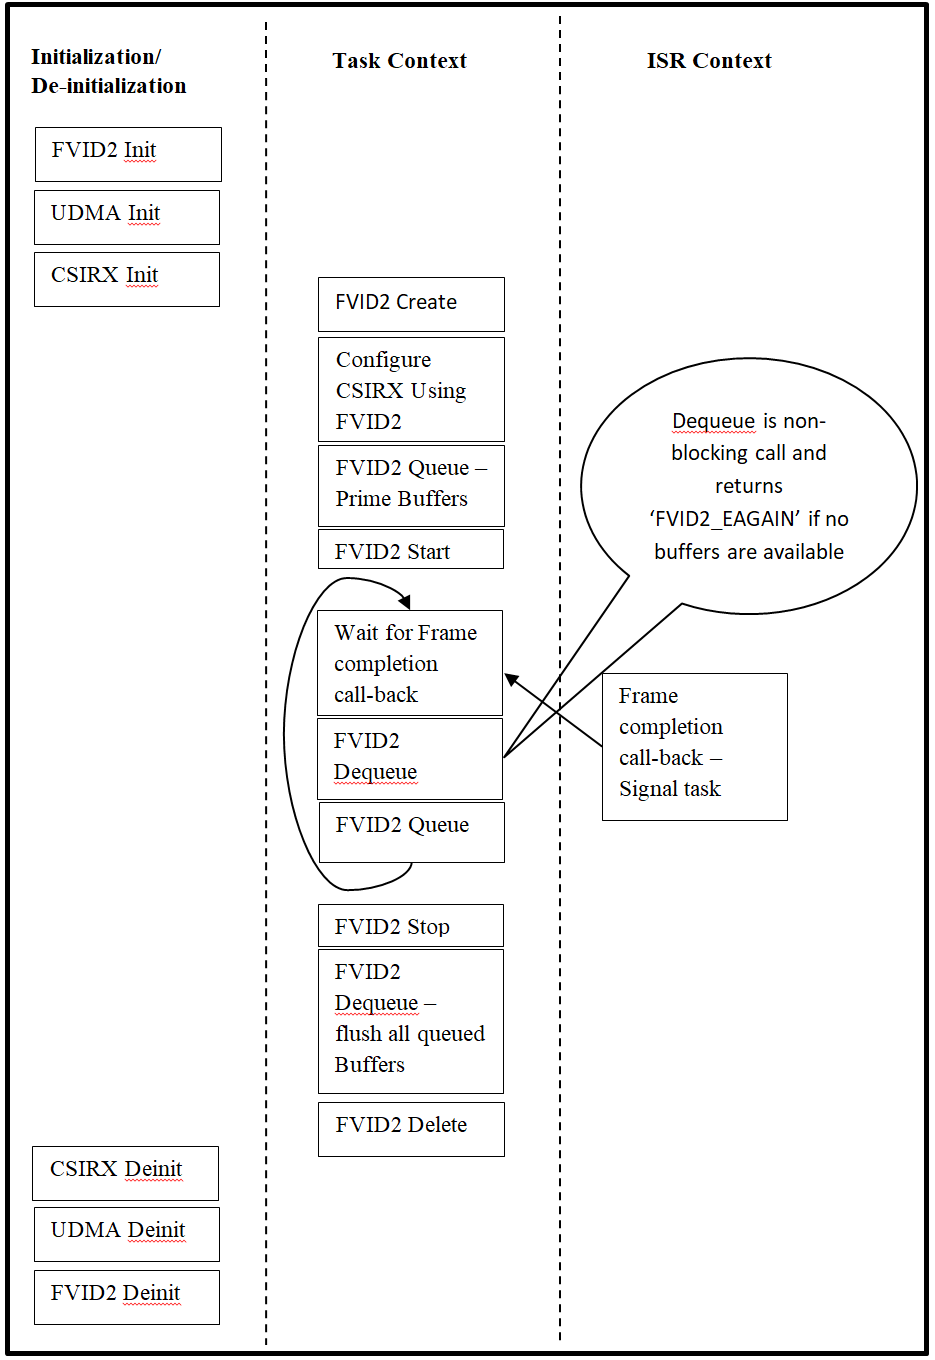 Initialization/
De-initialization
Task Context
ISR Context
FVID2 Init
UDMA Init
CSIRX Init
FVID2 Create
Configure
CSIRX Using
FVID2
FVID2 Queue –
Prime Buffers
FVID2 Start
Dequeue is non-
blocking call and
returns
‘FVID2_EAGAIN’ if no
buffers are available
Wait for Frame
completion
call-back
FVID2
Dequeue
FVID2 Queue
Frame
completion
call-back –
Signal task
FVID2 Stop
FVID2
Dequeue –
flush all queued
Buffers
FVID2 Delete
CSIRX Deinit
UDMA Deinit
FVID2 Deinit